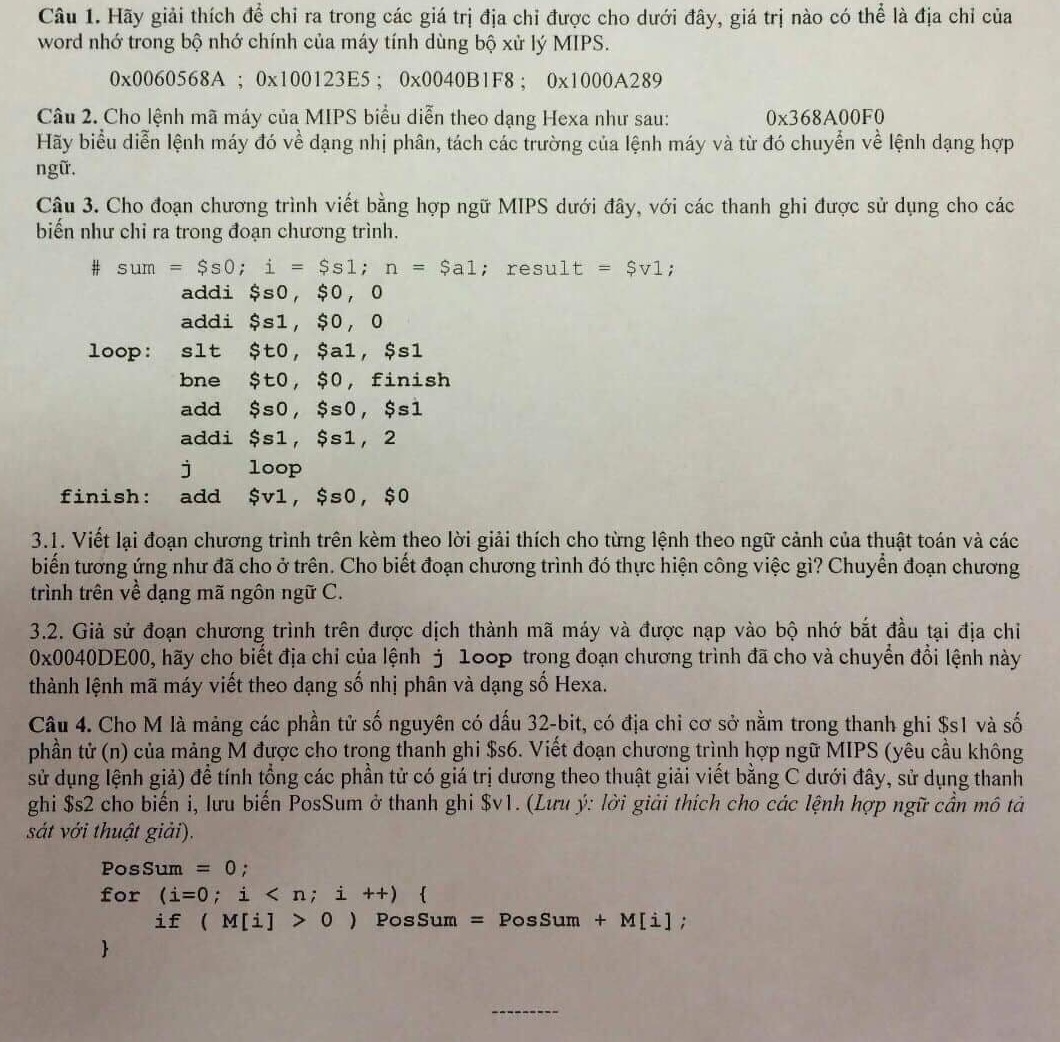 Câu 1. Hãy giải thích để chỉ ra trong các giá trị địa chỉ được cho dưới đây, giá trị nào có thể là địa chỉ của
word nhớ trong bộ nhớ chính của máy tính dùng bộ xử lý MIPS.
0x0060568A ; 0x100123E5 ; 0x0040B1F8 ; 0x1000A289
Câu 2. Cho lệnh mã máy của MIPS biểu diễn theo dạng Hexa như sau: 0x368A00F0
Hãy biểu diễn lệnh máy đó về dạng nhị phân, tách các trường của lệnh máy và từ đó chuyển về lệnh dạng hợp
ngữ.
Câu 3. Cho đoạn chương trình viết bằng hợp ngữ MIPS dưới đây, với các thanh ghi được sử dụng cho các
biến như chỉ ra trong đoạn chương trình.
# sum = $s0; i = $s1; n = $a1; result = $v1;
addi $s0, $0, 0
addi $s1, $0, 0
loop: slt $t0, $a1, $s1
bne $t0, $0, finish
add $s0, $s0, $s1
addi $s1, $s1, 2
j loop
finish: add $v1, $s0, $0
3.1. Viết lại đoạn chương trình trên kèm theo lời giải thích cho từng lệnh theo ngữ cảnh của thuật toán và các
biến tương ứng như đã cho ở trên. Cho biết đoạn chương trình đó thực hiện công việc gì? Chuyển đoạn chương
trình trên về dạng mã ngôn ngữ C.
3.2. Giả sử đoạn chương trình trên được dịch thành mã máy và được nạp vào bộ nhớ bắt đầu tại địa chỉ
0x0040DE00, hãy cho biết địa chỉ của lệnh j loop trong đoạn chương trình đã cho và chuyển đổi lệnh này
thành lệnh mã máy viết theo dạng số nhị phân và dạng số Hexa.
Câu 4. Cho M là mảng các phần tử số nguyên có dấu 32-bit, có địa chỉ cơ sở nằm trong thanh ghi $s1 và số
phần tử (n) của mảng M được cho trong thanh ghi $s6. Viết đoạn chương trình hợp ngữ MIPS (yêu cầu không
sử dụng lệnh giả) để tính tổng các phần tử có giá trị dương theo thuật giải viết bằng C dưới đây, sử dụng thanh
ghi $s2 cho biến i, lưu biến PosSum ở thanh ghi $v1. (Lưu ý: lời giải thích cho các lệnh hợp ngữ cần mô tả
sát với thuật giải).
PosSum = 0;
for (i=0; i < n; i ++) {
if ( M[i] > 0 ) PosSum = PosSum + M[i];
}
---------